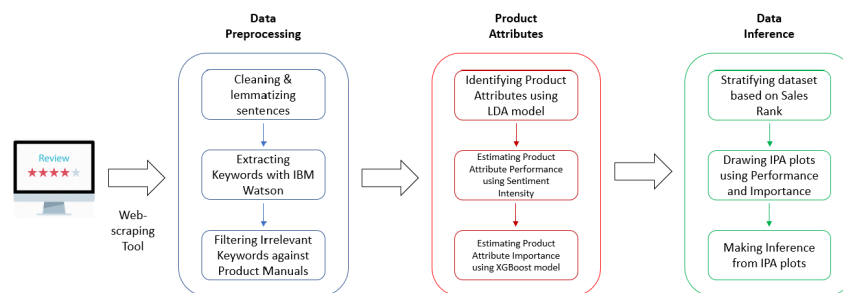 Data
Preprocessing
Product
Attributes
Data
Inference
Review
Web-
scraping
Tool
Cleaning &
lemmatizing
sentences
Extracting
Keywords with IBM
Watson
Filtering Irrelevant
Keywords against
Product Manuals
Identifying Product
Attributes using
LDA model
Estimating Product
Attribute Performance
using Sentiment
Intensity
Estimating Product
Attribute Importance
using XGBoost model
Stratifying dataset
based on Sales
Rank
Drawing IPA plots
using Performance
and Importance
Making Inference
from IPA plots